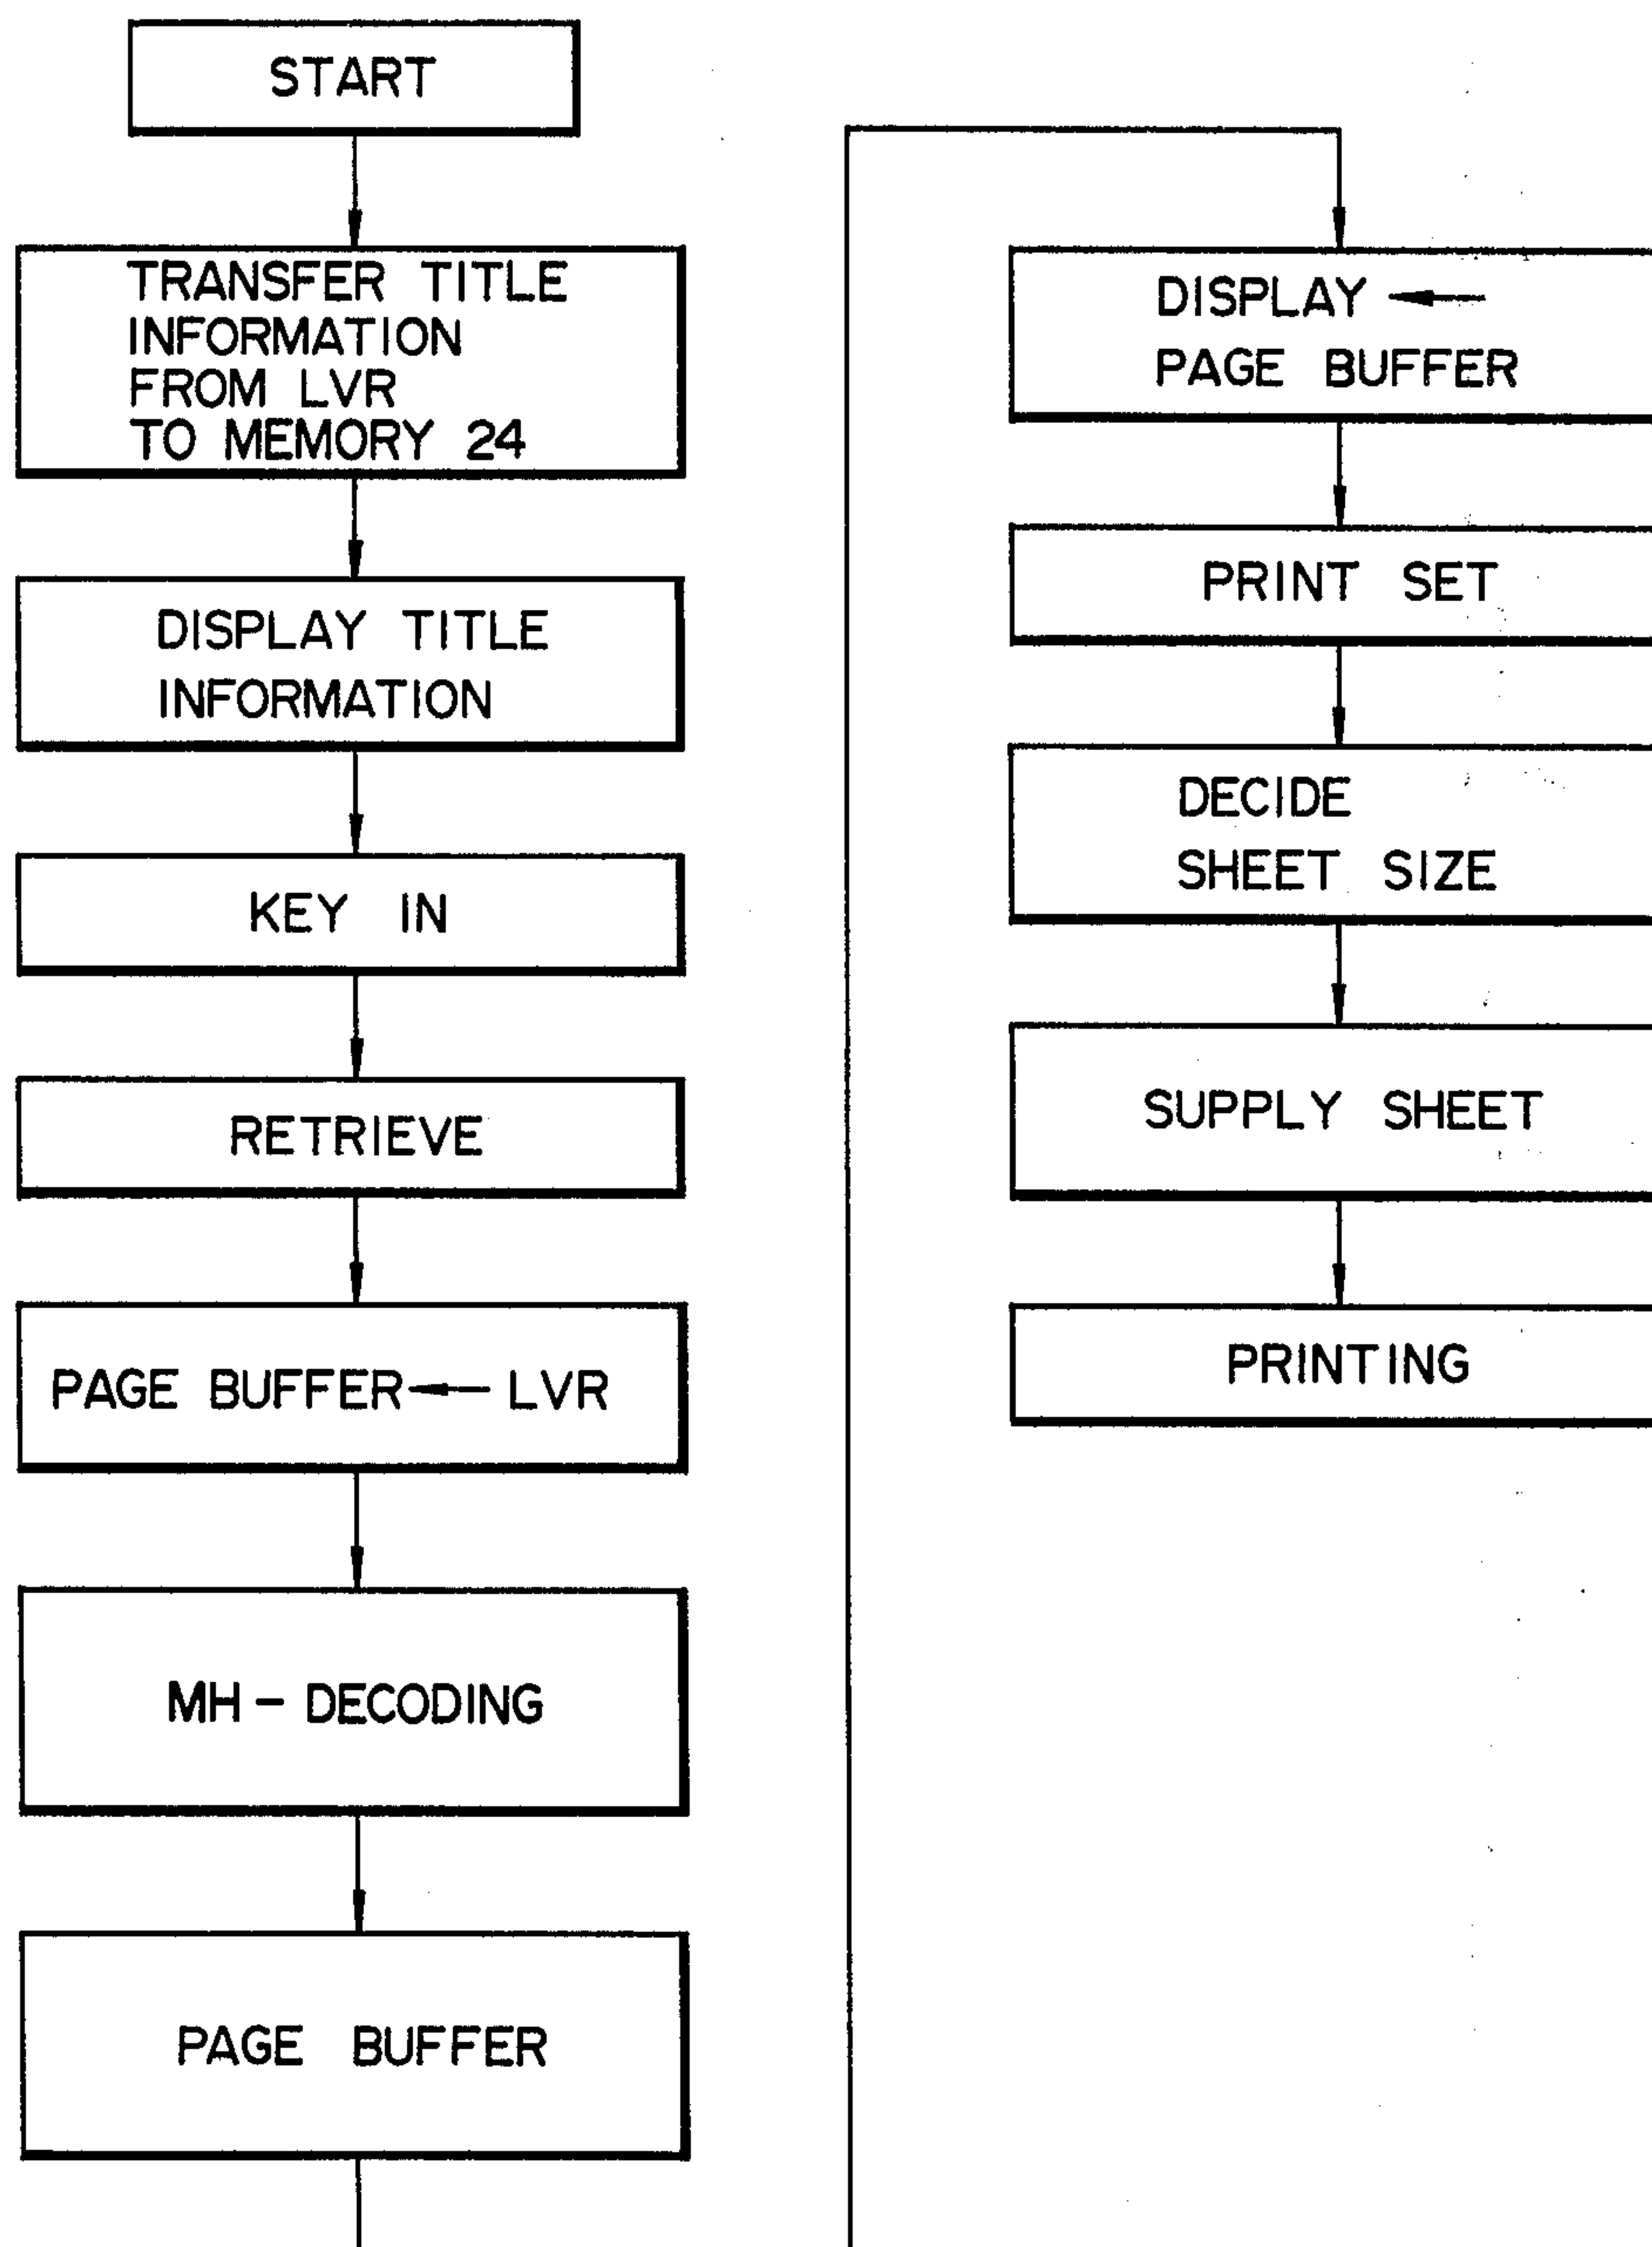 START
TRANSFER TITLE
INFORMATION
FROM LVR
TO MEMORY 24
DISPLAY TITLE
INFORMATION
KEY IN
RETRIEVE
PAGE BUFFER ← LVR
MH - DECODING
PAGE BUFFER
DISPLAY ←
PAGE BUFFER
PRINT SET
DECIDE
SHEET SIZE
SUPPLY SHEET
PRINTING